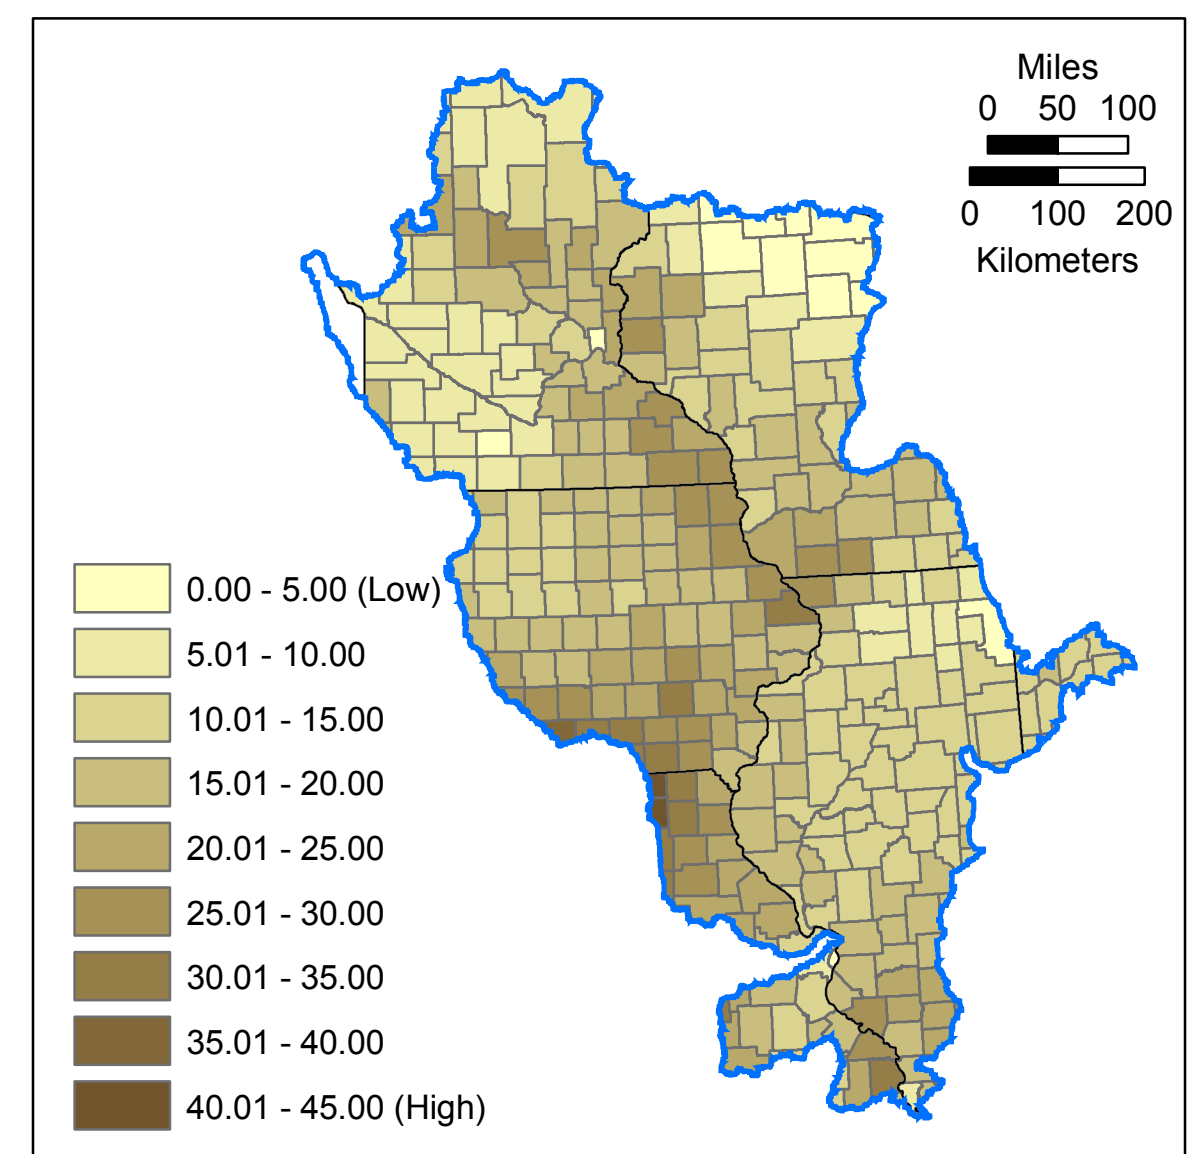 Miles
0 50 100
0 100 200
Kilometers
0.00 - 5.00 (Low)
5.01 - 10.00
10.01 - 15.00
15.01 - 20.00
20.01 - 25.00
25.01 - 30.00
30.01 - 35.00
35.01 - 40.00
40.01 - 45.00 (High)